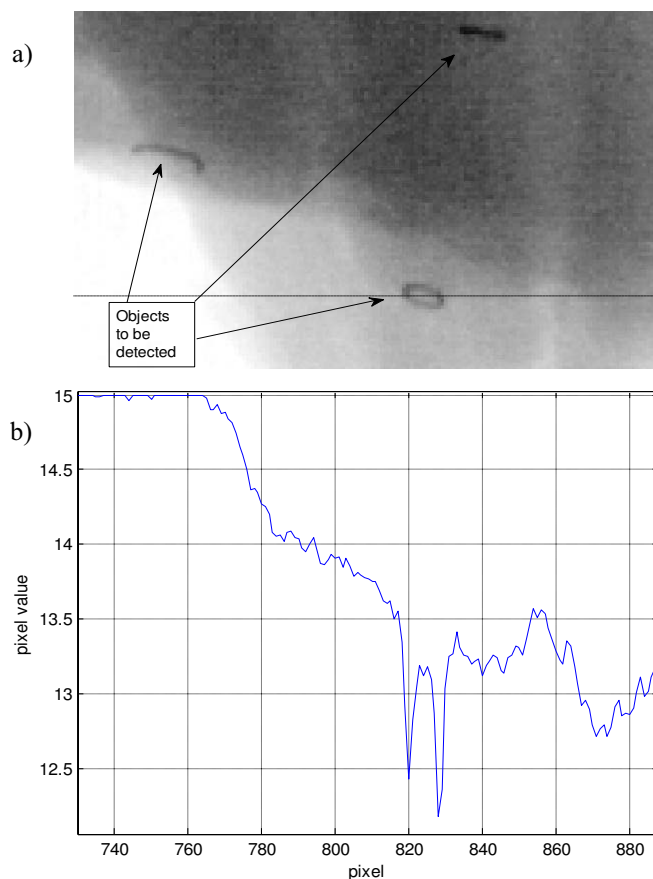 a)
Objects
to be
detected
b)
15
14.5
14
13.5
13
12.5
pixel value
740 760 780 800 820 840 860 880
pixel